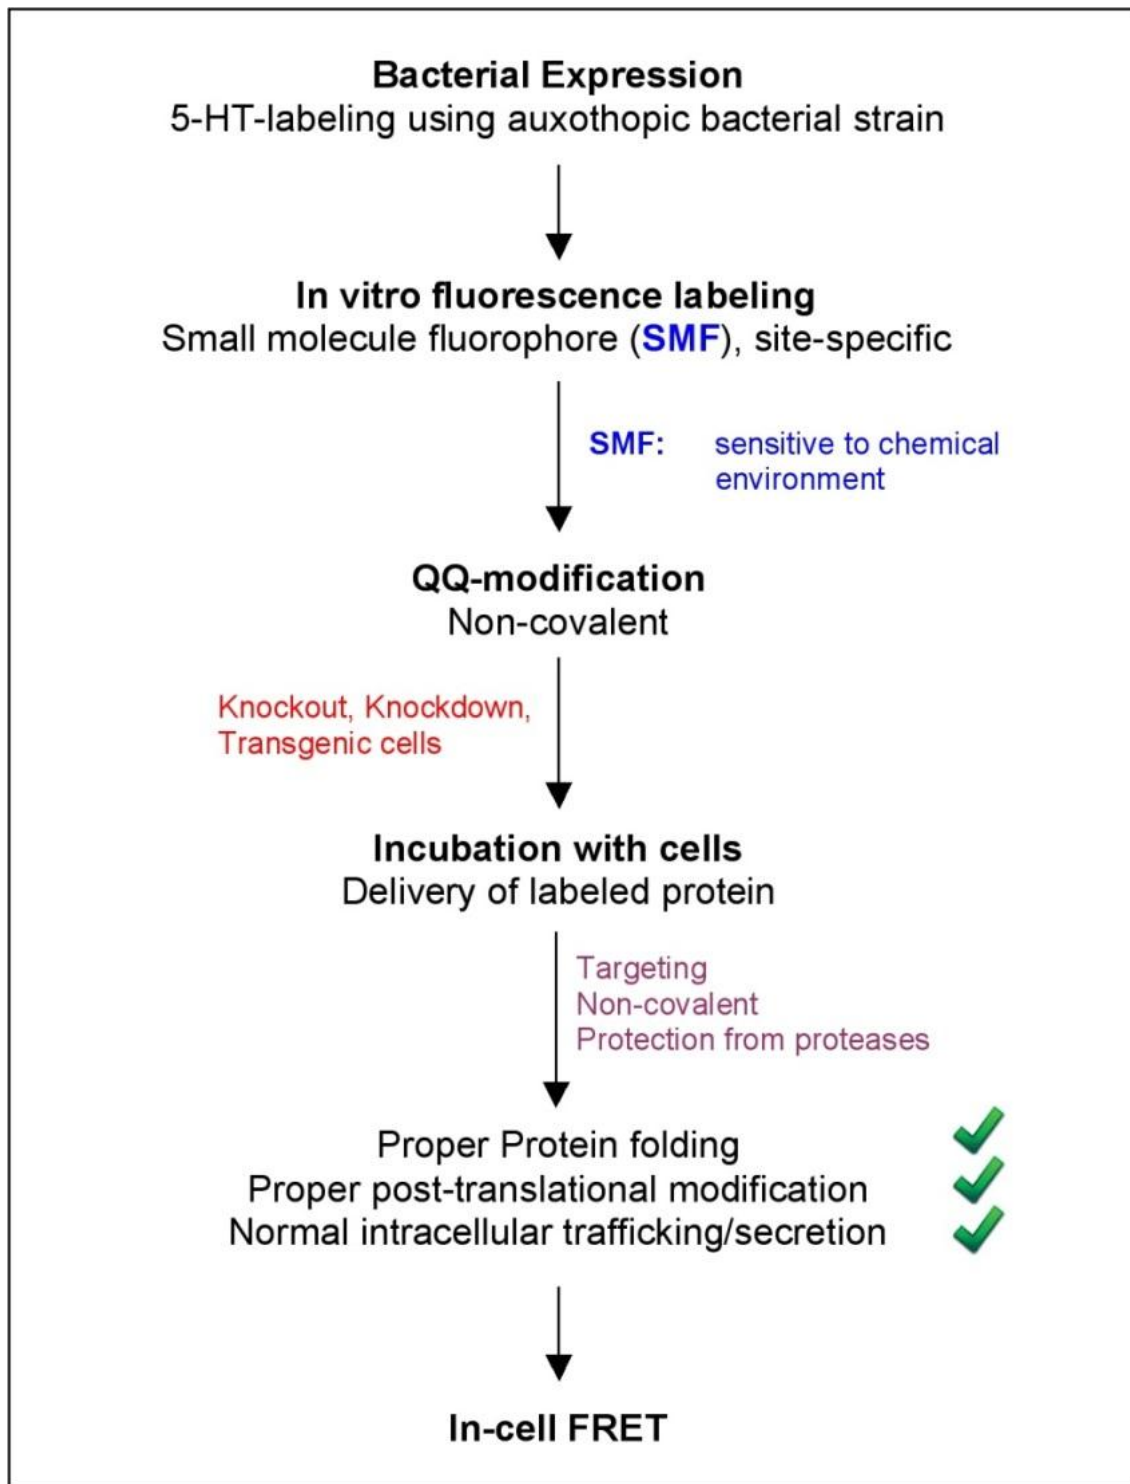 Bacterial Expression
5-HT-labeling using auxothopic bacterial strain
In vitro fluorescence labeling
Small molecule fluorophore (SMF), site-specific
SMF: sensitive to chemical
environment
QQ-modification
Non-covalent
Knockout, Knockdown,
Transgenic cells
Incubation with cells
Delivery of labeled protein
Targeting
Non-covalent
Protection from proteases
Proper Protein folding
Proper post-translational modification
Normal intracellular trafficking/secretion
In-cell FRET